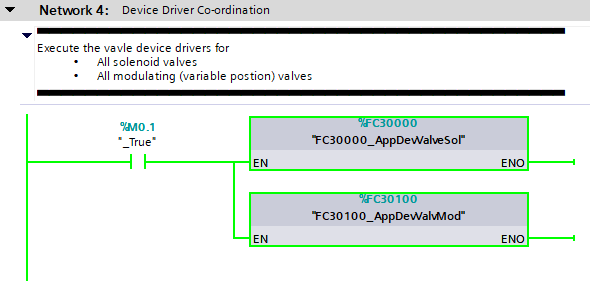 Network 4: Device Driver Co-ordination
Execute the vavle device drivers for
• All solenoid valves
• All modulating (variable postion) valves
%M0.1
"_True"
%FC30000
"FC30000_AppDevValveSol"
EN ENO
%FC30100
"FC30100_AppDevValvMod"
EN ENO